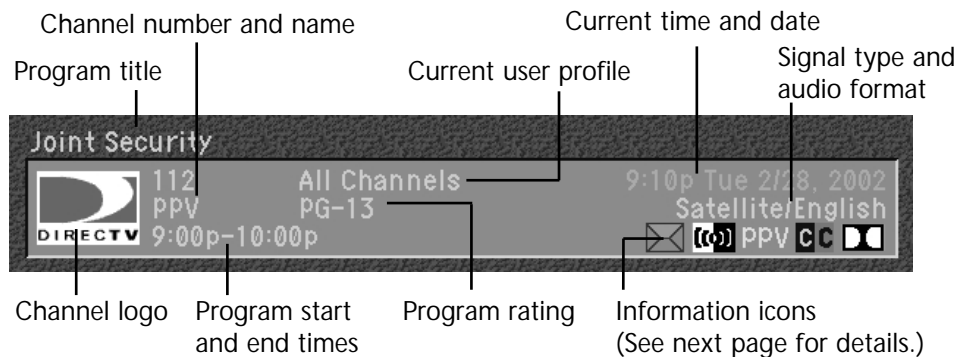 Channel number and name
Current time and date
Program title
Current user profile
Signal type and
audio format
Joint Security
112
All Channels
9:10p Tue 2/28, 2002
PPV
PG-13
Satellite/English
DIRECTV
9:00p-10:00p
PPV CC
Channel logo
Program start
and end times
Program rating
Information icons
(See next page for details.)